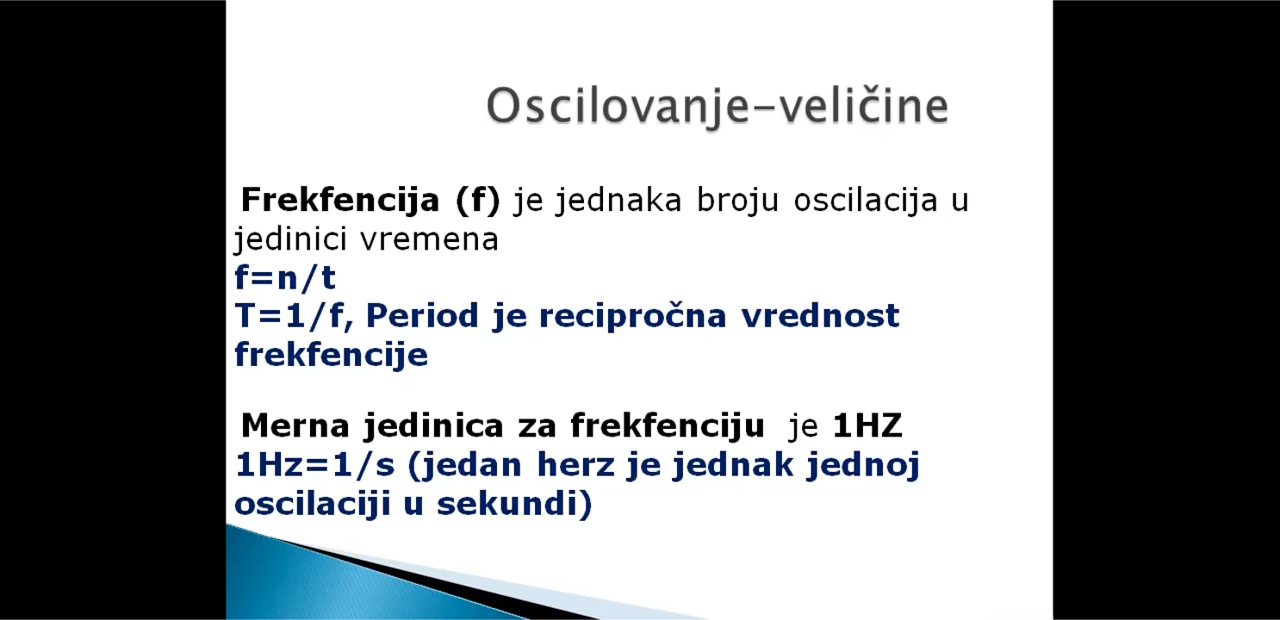 Oscilovanje-veličine
Frekfencija (f) je jednaka broju oscilacija u
jedinici vremena
f=n/t
T=1/f, Period je recipročna vrednost
frekfencije
Merna jedinica za frekfenciju je 1HZ
1Hz=1/s (jedan herz je jednak jednoj
oscilaciji u sekundi)